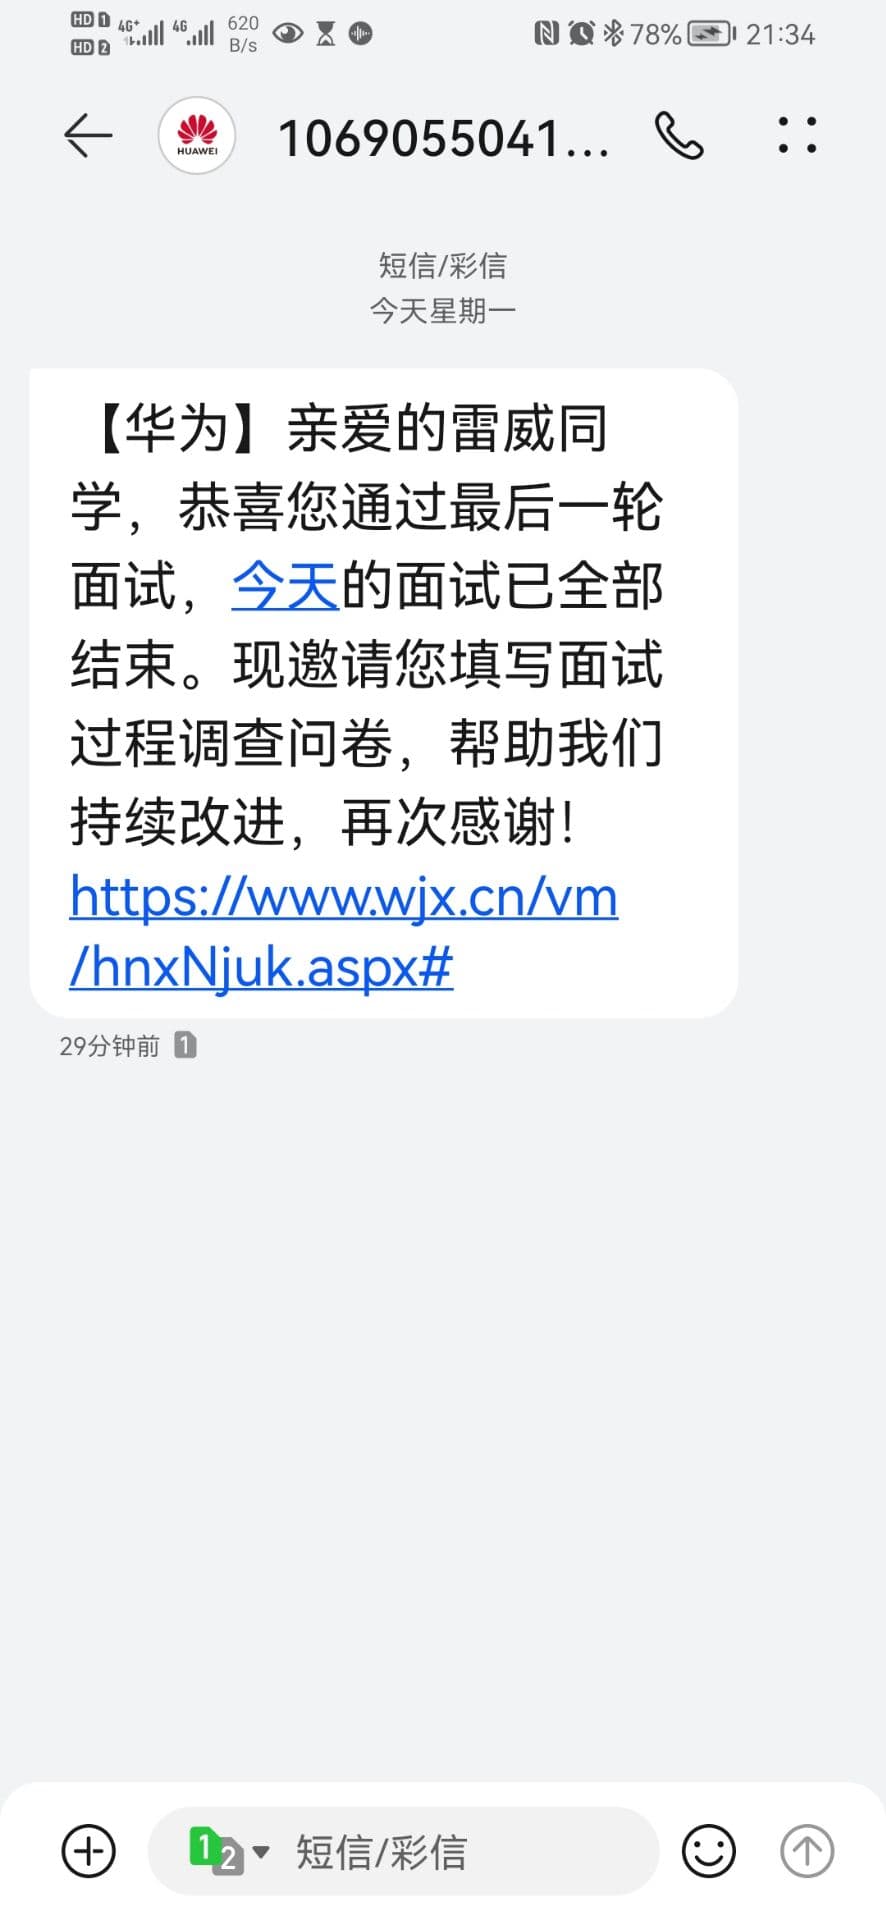 HD 1 4G+ 4G 620 78% 21:34
HD 2 B/s
HUAWEI 1069055041...
短信/彩信
今天星期一
【华为】亲爱的雷威同
学，恭喜您通过最后一轮
面试，今天的面试已全部
结束。现邀请您填写面试
过程调查问卷，帮助我们
持续改进，再次感谢！
https://www.wjx.cn/vm
/hnxNjuk.aspx#
29分钟前 1
1 2 短信/彩信